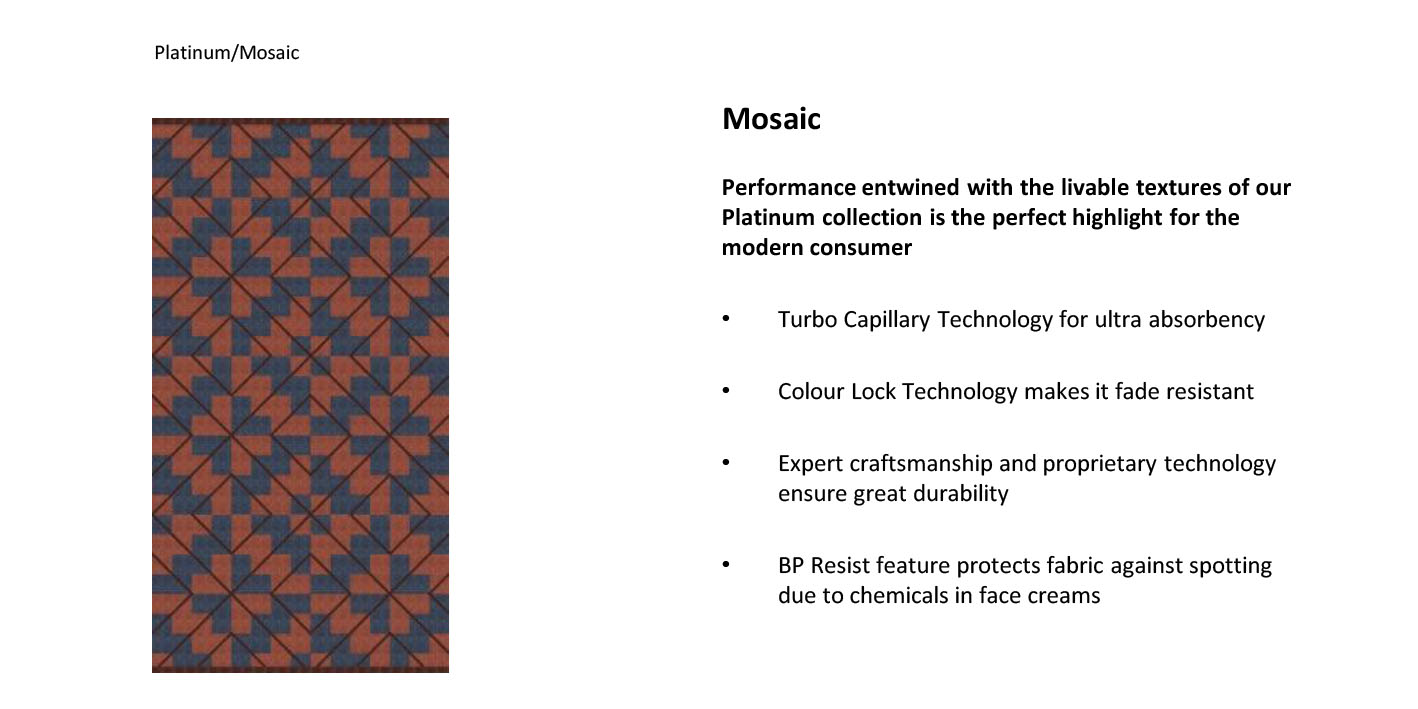 Platinum/Mosaic
Mosaic
Performance entwined with the livable textures of our
Platinum collection is the perfect highlight for the
modern consumer
• Turbo Capillary Technology for ultra absorbency
• Colour Lock Technology makes it fade resistant
• Expert craftsmanship and proprietary technology
ensure great durability
• BP Resist feature protects fabric against spotting
due to chemicals in face creams